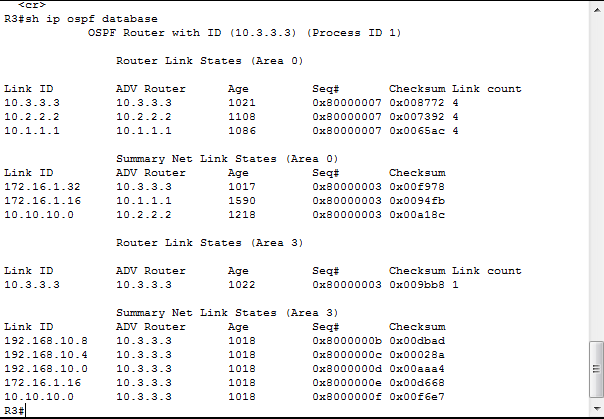 <cr>
R3#sh ip ospf database
OSPF Router with ID (10.3.3.3) (Process ID 1)
Router Link States (Area 0)
Link ID ADV Router Age Seq# Checksum Link count
10.3.3.3 10.3.3.3 1021 0x80000007 0x008772 4
10.2.2.2 10.2.2.2 1108 0x80000007 0x007392 4
10.1.1.1 10.1.1.1 1086 0x80000007 0x0065ac 4
Summary Net Link States (Area 0)
Link ID ADV Router Age Seq# Checksum
172.16.1.32 10.3.3.3 1017 0x80000003 0x00f978
172.16.1.16 10.1.1.1 1590 0x80000003 0x0094fb
10.10.10.0 10.2.2.2 1218 0x80000003 0x00a18c
Router Link States (Area 3)
Link ID ADV Router Age Seq# Checksum Link count
10.3.3.3 10.3.3.3 1022 0x80000003 0x009bb8 1
Summary Net Link States (Area 3)
Link ID ADV Router Age Seq# Checksum
192.168.10.8 10.3.3.3 1018 0x8000000b 0x00dbad
192.168.10.4 10.3.3.3 1018 0x8000000c 0x00028a
192.168.10.0 10.3.3.3 1018 0x8000000d 0x00aaa4
172.16.1.16 10.3.3.3 1018 0x8000000e 0x00d668
10.10.10.0 10.3.3.3 1018 0x8000000f 0x00f6e7
R3#